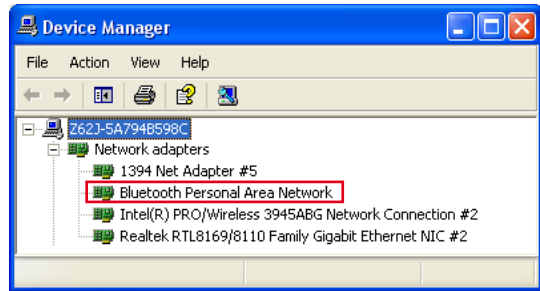 Device Manager
File Action View Help
Z62J-5A794B598C
Network adapters
1394 Net Adapter #5
Bluetooth Personal Area Network
Intel(R) PRO/Wireless 3945ABG Network Connection #2
Realtek RTL8169/8110 Family Gigabit Ethernet NIC #2